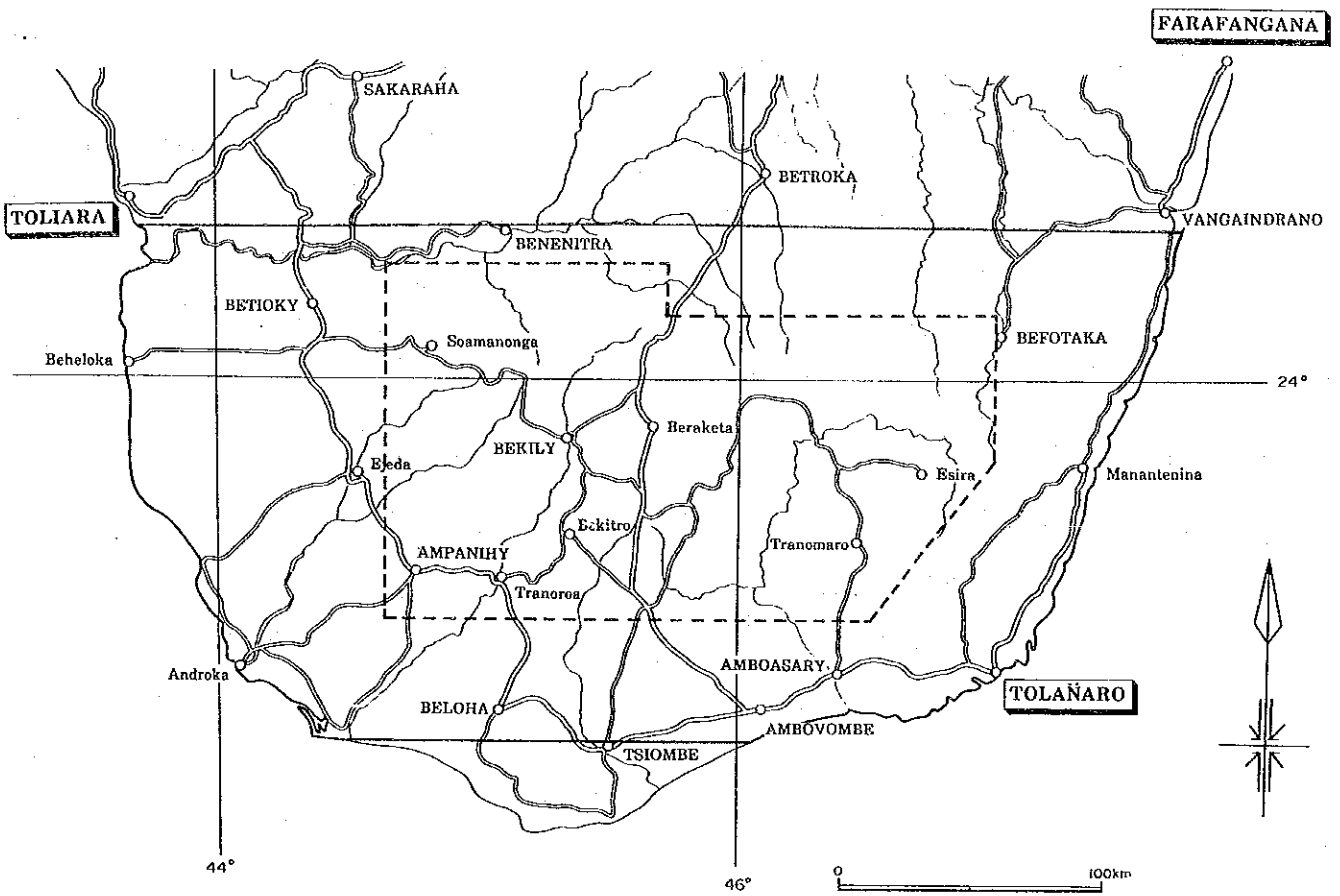 FARAFANGANA
SAKARAHA
BETROKA
TOLIARA
VANGAINDRANO
BENENITRA
BETIOKY
Soamanonga
BEFOTAKA
Beheloka
24°
BEKILY
Beraketa
Ejeda
Esira
Manantenina
Bekitro
Tranomaro
AMPANIHY
Tranoroa
Androka
AMBOASARY
TOLAÑARO
BELOHA
AMBOVOMBE
TSIOMBE
44°
46°
0
100km